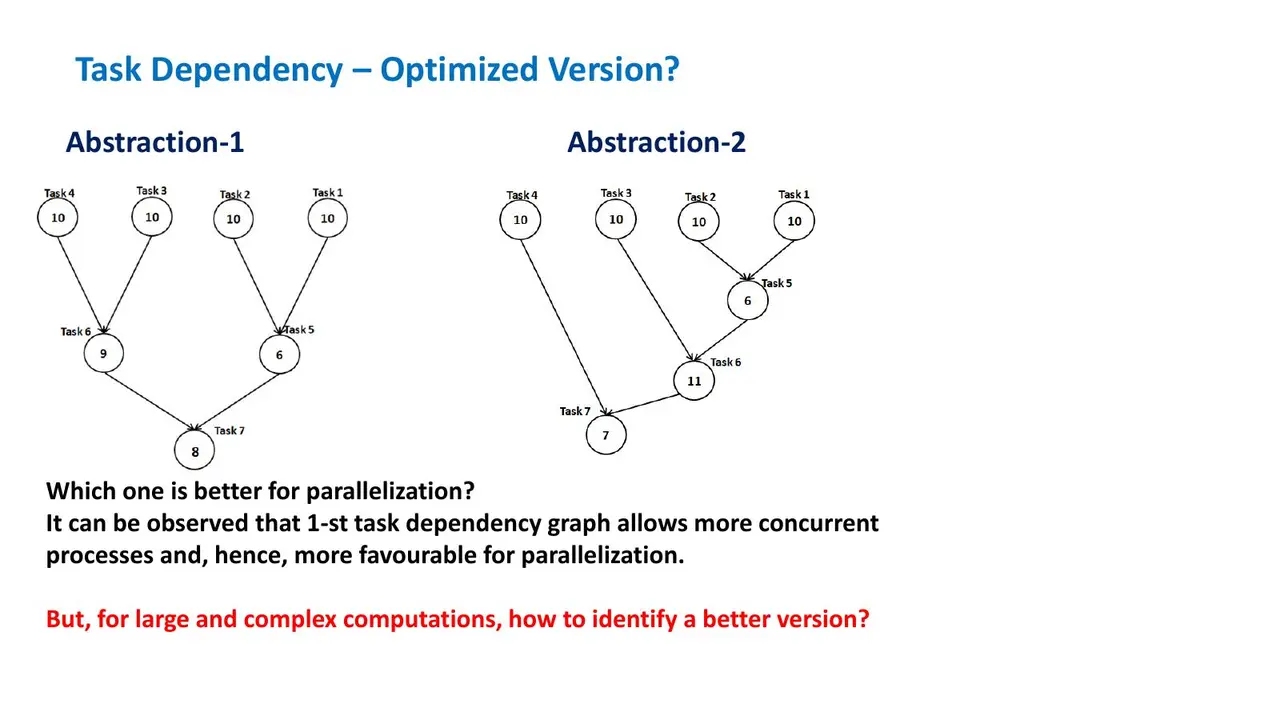 Task Dependency – Optimized Version?
Abstraction-1
Abstraction-2
Task 4
Task 3
Task 2
Task 1
10
10
10
10
Task 6
Task 5
9
6
Task 7
8
Task 4
Task 3
Task 2
Task 1
10
10
10
10
Task 5
6
Task 6
11
Task 7
7
Which one is better for parallelization?
It can be observed that 1-st task dependency graph allows more concurrent
processes and, hence, more favourable for parallelization.
But, for large and complex computations, how to identify a better version?